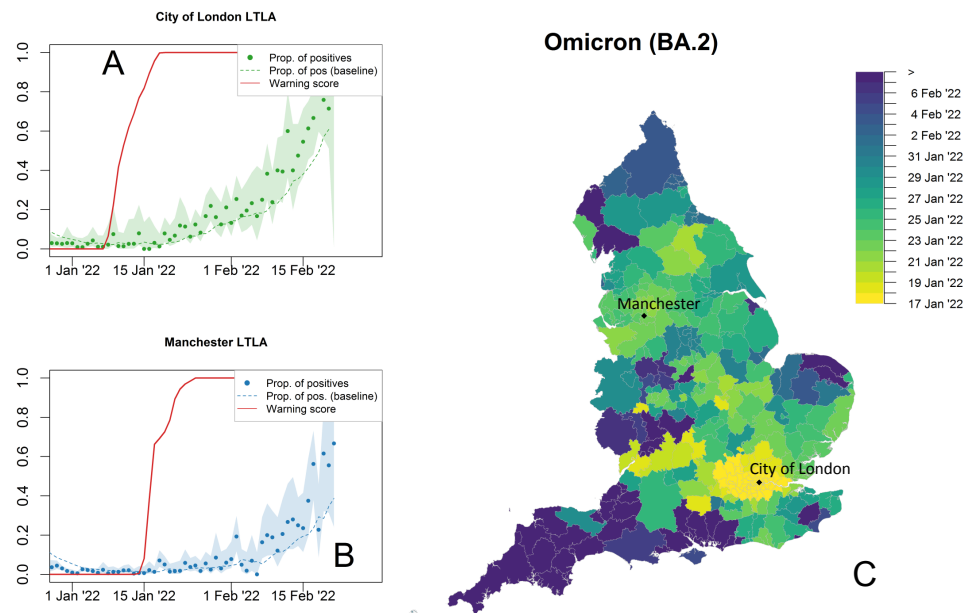 City of London LTLA
A
Prop. of positives
Prop. of pos (baseline)
Warning score
0.0 0.2 0.4 0.6 0.8 1.0
1 Jan '22 15 Jan '22 1 Feb '22 15 Feb '22
Manchester LTLA
Prop. of positives
Prop. of pos. (baseline)
Warning score
0.0 0.2 0.4 0.6 0.8 1.0
B
1 Jan '22 15 Jan '22 1 Feb '22 15 Feb '22
Omicron (BA.2)
>
6 Feb '22
4 Feb '22
2 Feb '22
31 Jan '22
29 Jan '22
27 Jan '22
25 Jan '22
23 Jan '22
21 Jan '22
19 Jan '22
17 Jan '22
Manchester
City of London
C